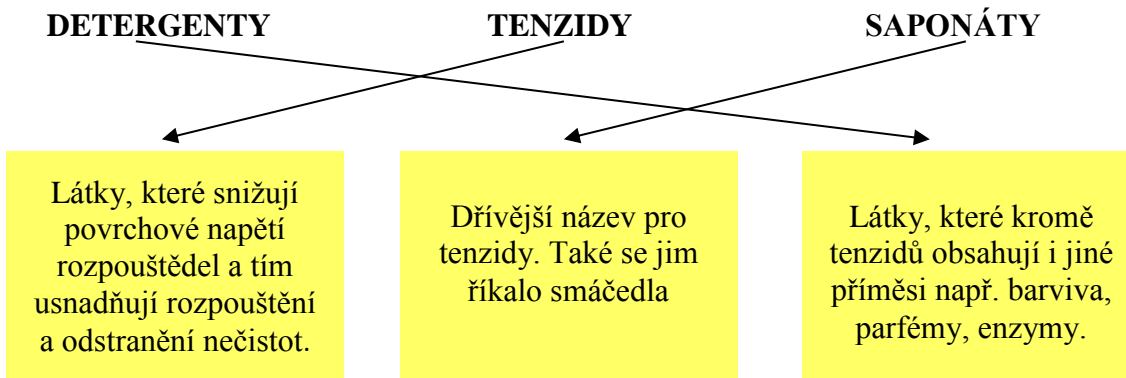 DETERGENTY TENZIDY SAPONÁTY
Látky, které snižují
povrchové napětí
rozpouštědel a tím
usnadňují rozpouštění
a odstranění nečistot.
Dřívější název pro
tenzidy. Také se jim
říkalo smáčedla
Látky, které kromě
tenzidů obsahují i jiné
příměsi např. barviva,
parfémy, enzymy.